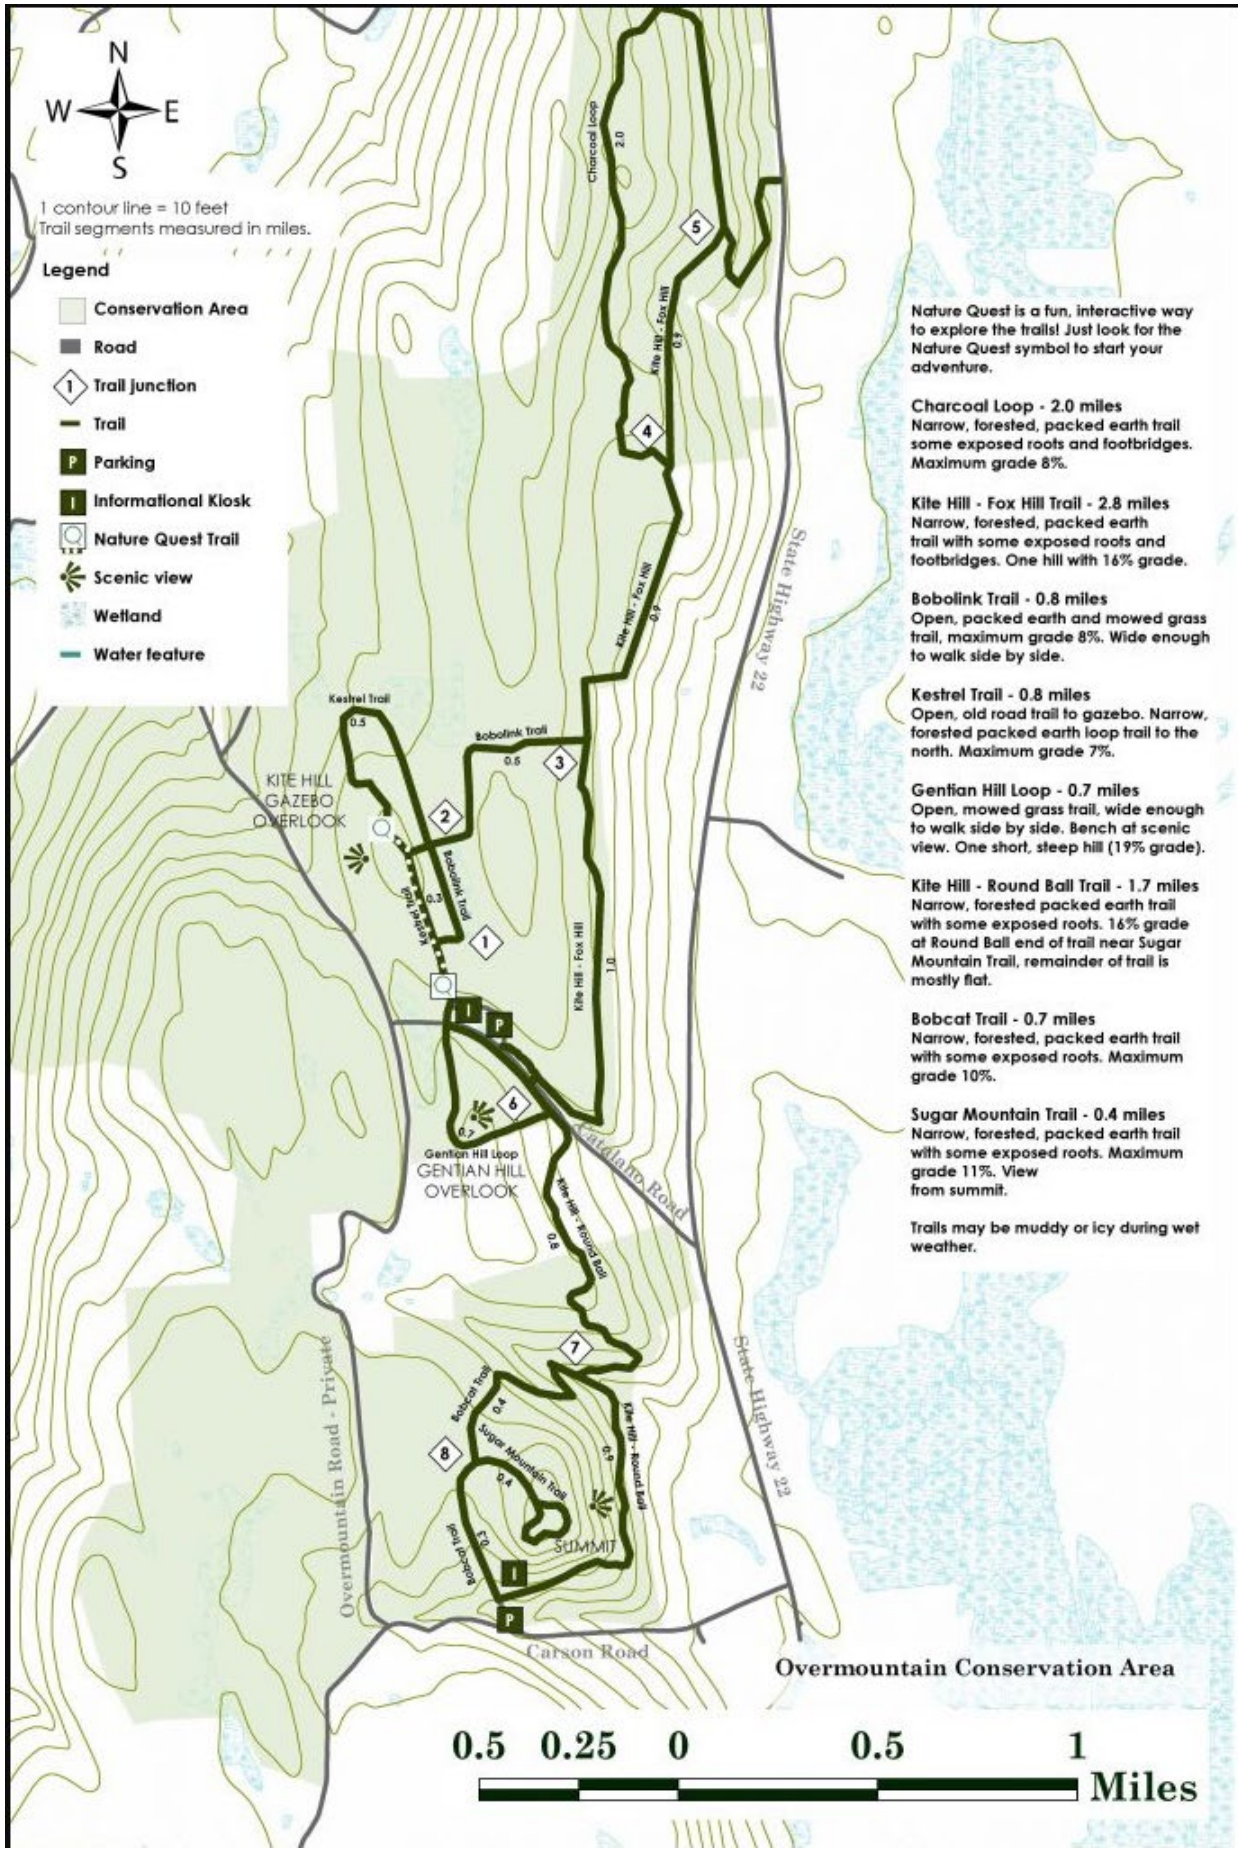 N
W E
S
1 contour line = 10 feet
Trail segments measured in miles.
Legend
Conservation Area
Road
1 Trail junction
Trail
P Parking
I Informational Kiosk
Nature Quest Trail
Scenic view
Wetland
Water feature
Charcoal Loop
2.0
5
Kite Hill - Fox Hill
0.9
4
Kite Hill - Fox Hill
0.9
State Highway 22
Kestrel Trail
0.5
Bobolink Trail
0.5
3
KITE HILL
GAZEBO
OVERLOOK
2
Bobolink Trail
0.3
Kestrel Trail
1
Kite Hill - Fox Hill
1.0
I
P
6
0.7
Gentian Hill Loop
GENTIAN HILL
OVERLOOK
Catalano Road
Kite Hill - Round Ball
0.8
7
Bobcat Trail
0.4
Kite Hill - Round Ball
0.9
8
Sugar Mountain Trail
0.4
Bobcat Trail
0.3
SUMMIT
I
P
Overmountain Road - Private
State Highway 22
Carson Road
Nature Quest is a fun, interactive way
to explore the trails! Just look for the
Nature Quest symbol to start your
adventure.
Charcoal Loop - 2.0 miles
Narrow, forested, packed earth trail
some exposed roots and footbridges.
Maximum grade 8%.
Kite Hill - Fox Hill Trail - 2.8 miles
Narrow, forested, packed earth
trail with some exposed roots and
footbridges. One hill with 16% grade.
Bobolink Trail - 0.8 miles
Open, packed earth and mowed grass
trail, maximum grade 8%. Wide enough
to walk side by side.
Kestrel Trail - 0.8 miles
Open, old road trail to gazebo. Narrow,
forested packed earth loop trail to the
north. Maximum grade 7%.
Gentian Hill Loop - 0.7 miles
Open, mowed grass trail, wide enough
to walk side by side. Bench at scenic
view. One short, steep hill (19% grade).
Kite Hill - Round Ball Trail - 1.7 miles
Narrow, forested packed earth trail
with some exposed roots. 16% grade
at Round Ball end of trail near Sugar
Mountain Trail, remainder of trail is
mostly flat.
Bobcat Trail - 0.7 miles
Narrow, forested, packed earth trail
with some exposed roots. Maximum
grade 10%.
Sugar Mountain Trail - 0.4 miles
Narrow, forested, packed earth trail
with some exposed roots. Maximum
grade 11%. View
from summit.
Trails may be muddy or icy during wet
weather.
Overmountain Conservation Area
0.5 0.25 0 0.5 1
Miles